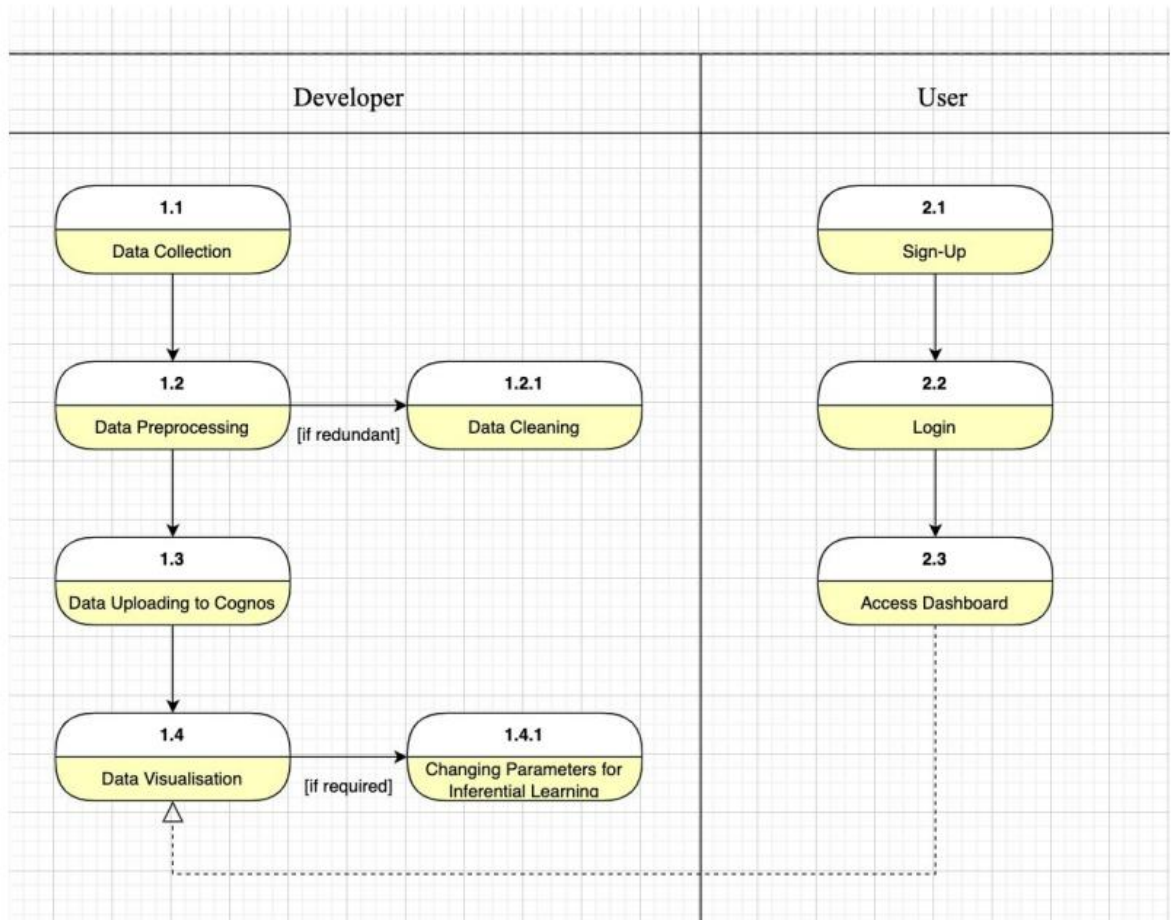 Developer
User
1.1
Data Collection
2.1
Sign-Up
1.2
Data Preprocessing
[if redundant]
1.2.1
Data Cleaning
2.2
Login
1.3
Data Uploading to Cognos
2.3
Access Dashboard
1.4
Data Visualisation
[if required]
1.4.1
Changing Parameters for
Inferential Learning